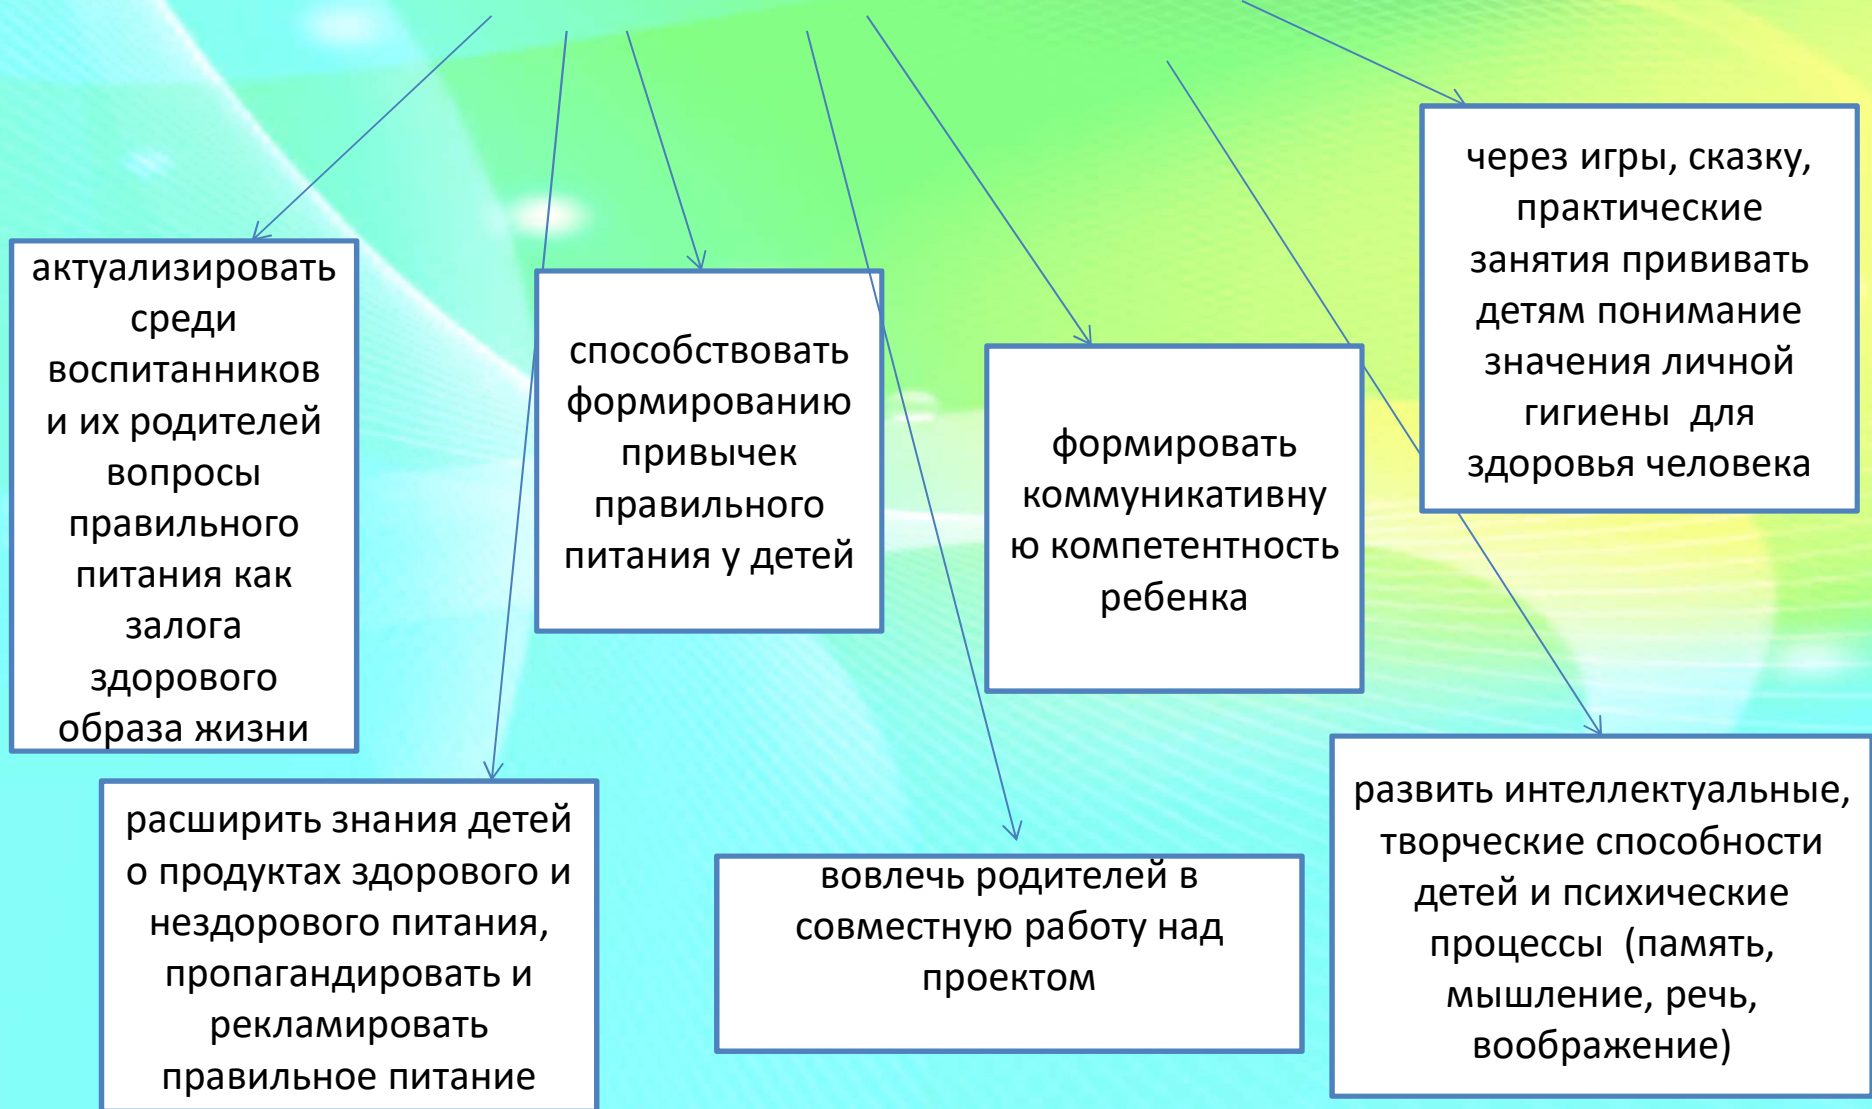 актуализировать
среди
воспитанников
и их родителей
вопросы
правильного
питания как
залога
здорового
образа жизни
способствовать
формированию
привычек
правильного
питания у детей
формировать
коммуникативну
ю компетентность
ребенка
через игры, сказку,
практические
занятия прививать
детям понимание
значения личной
гигиены  для
здоровья человека
расширить знания детей
о продуктах здорового и
нездорового питания,
пропагандировать и
рекламировать
правильное питание
вовлечь родителей в
совместную работу над
проектом
развить интеллектуальные,
творческие способности
детей и психические
процессы  (память,
мышление, речь,
воображение)